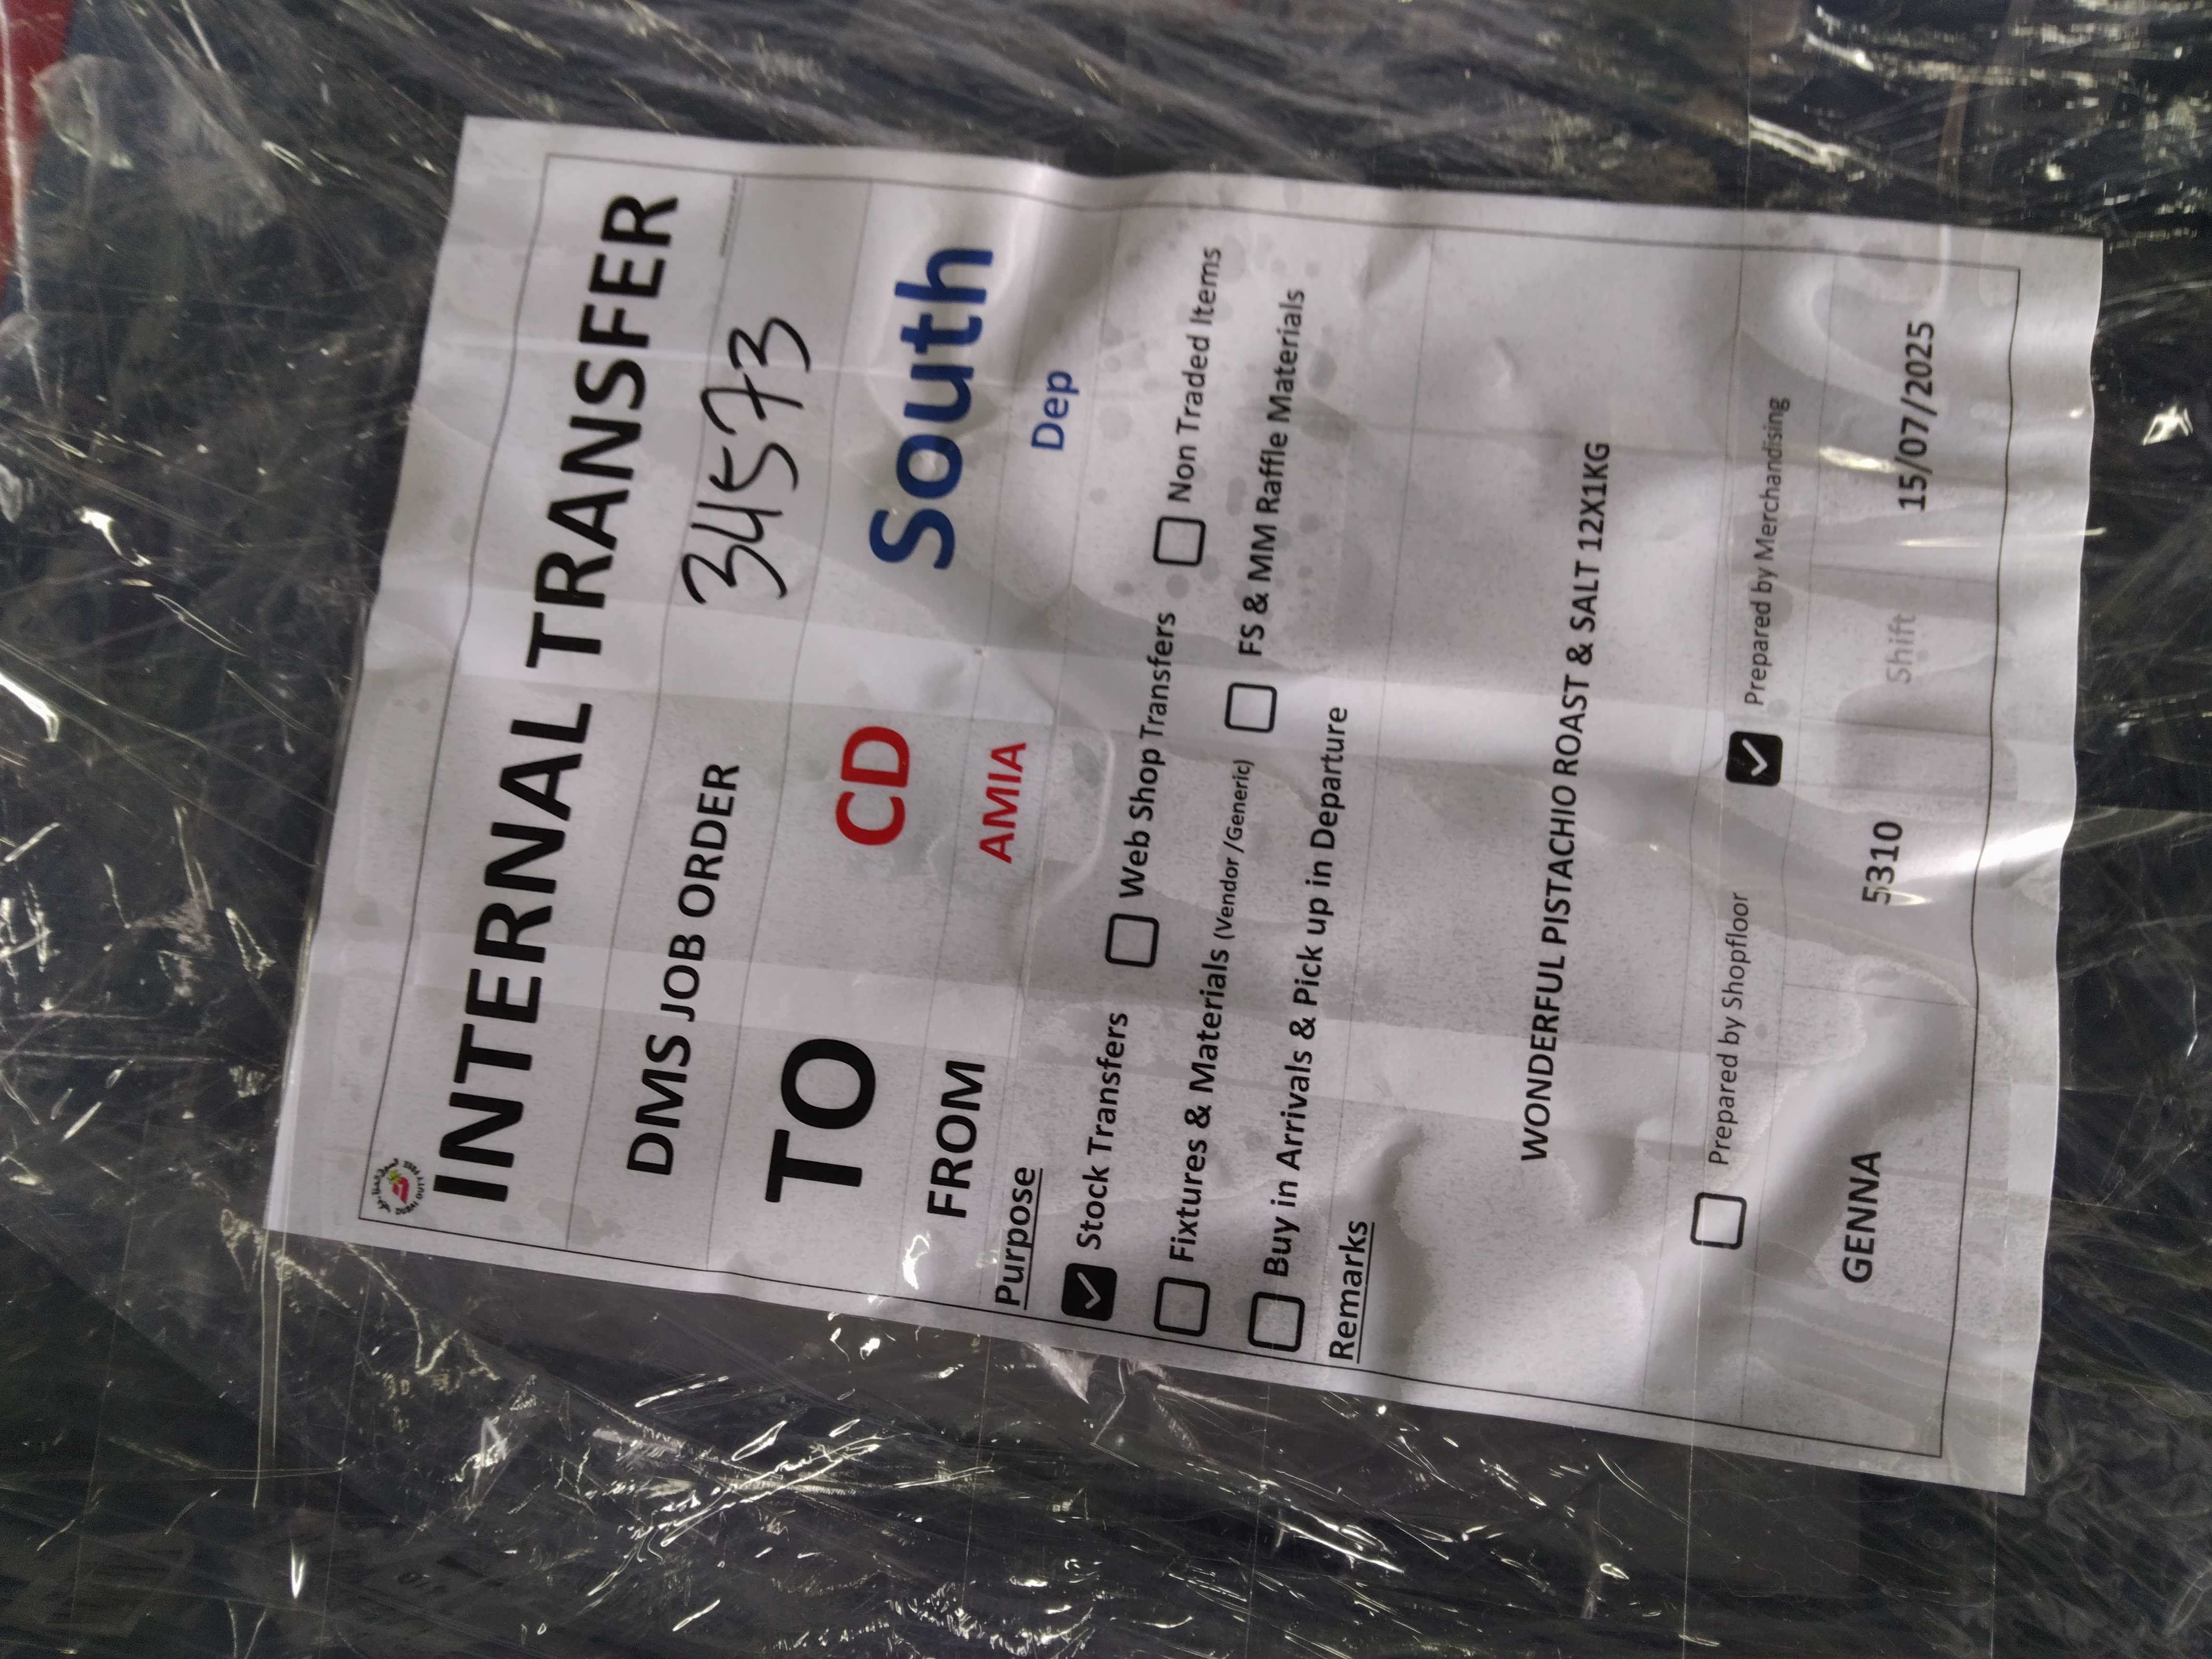 INTERNAL TRANSFER
DMS JOB ORDER 34573
TO CD South
FROM AMIA Dep
Purpose
Stock Transfers Web Shop Transfers Non Traded Items
Fixtures & Materials (Vendor /Generic) FS & MM Raffle Materials
Buy in Arrivals & Pick up in Departure
Remarks
WONDERFUL PISTACHIO ROAST & SALT 12X1KG
Prepared by Shopfloor Prepared by Merchandising
GENNA 5310 Shift 15/07/2025